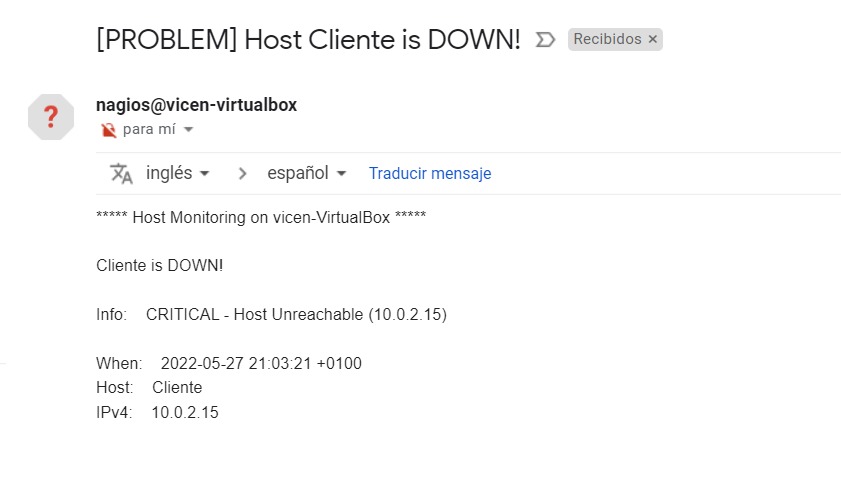 [PROBLEM] Host Cliente is DOWN! Recibidos ×
?
nagios@vicen-virtualbox
para mí
inglés > español Traducir mensaje
***** Host Monitoring on vicen-VirtualBox *****
Cliente is DOWN!
Info: CRITICAL - Host Unreachable (10.0.2.15)
When: 2022-05-27 21:03:21 +0100
Host: Cliente
IPv4: 10.0.2.15